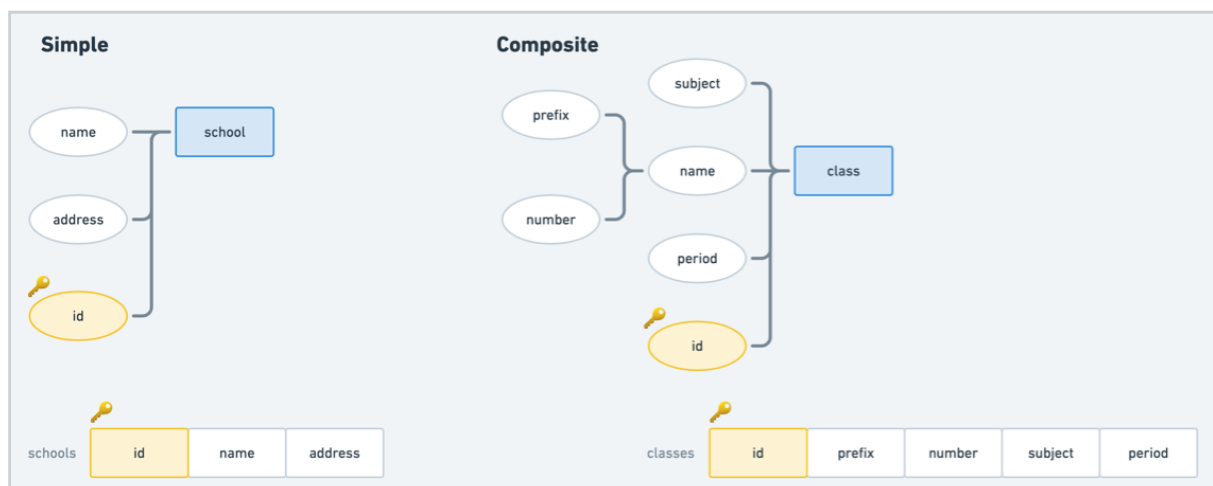 Simple
name
school
address
id
schools
id
name
address
Composite
subject
prefix
name
class
number
period
id
classes
id
prefix
number
subject
period